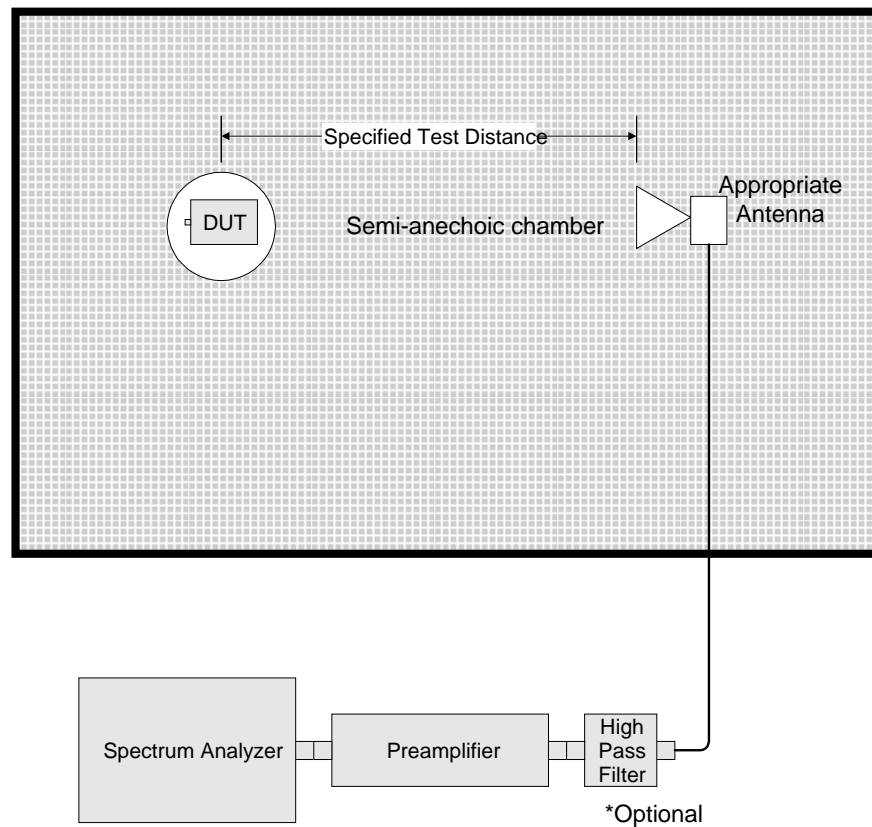 Specified Test Distance
DUT
Semi-anechoic chamber
Appropriate
Antenna
Spectrum Analyzer
Preamplifier
High
Pass
Filter
*Optional